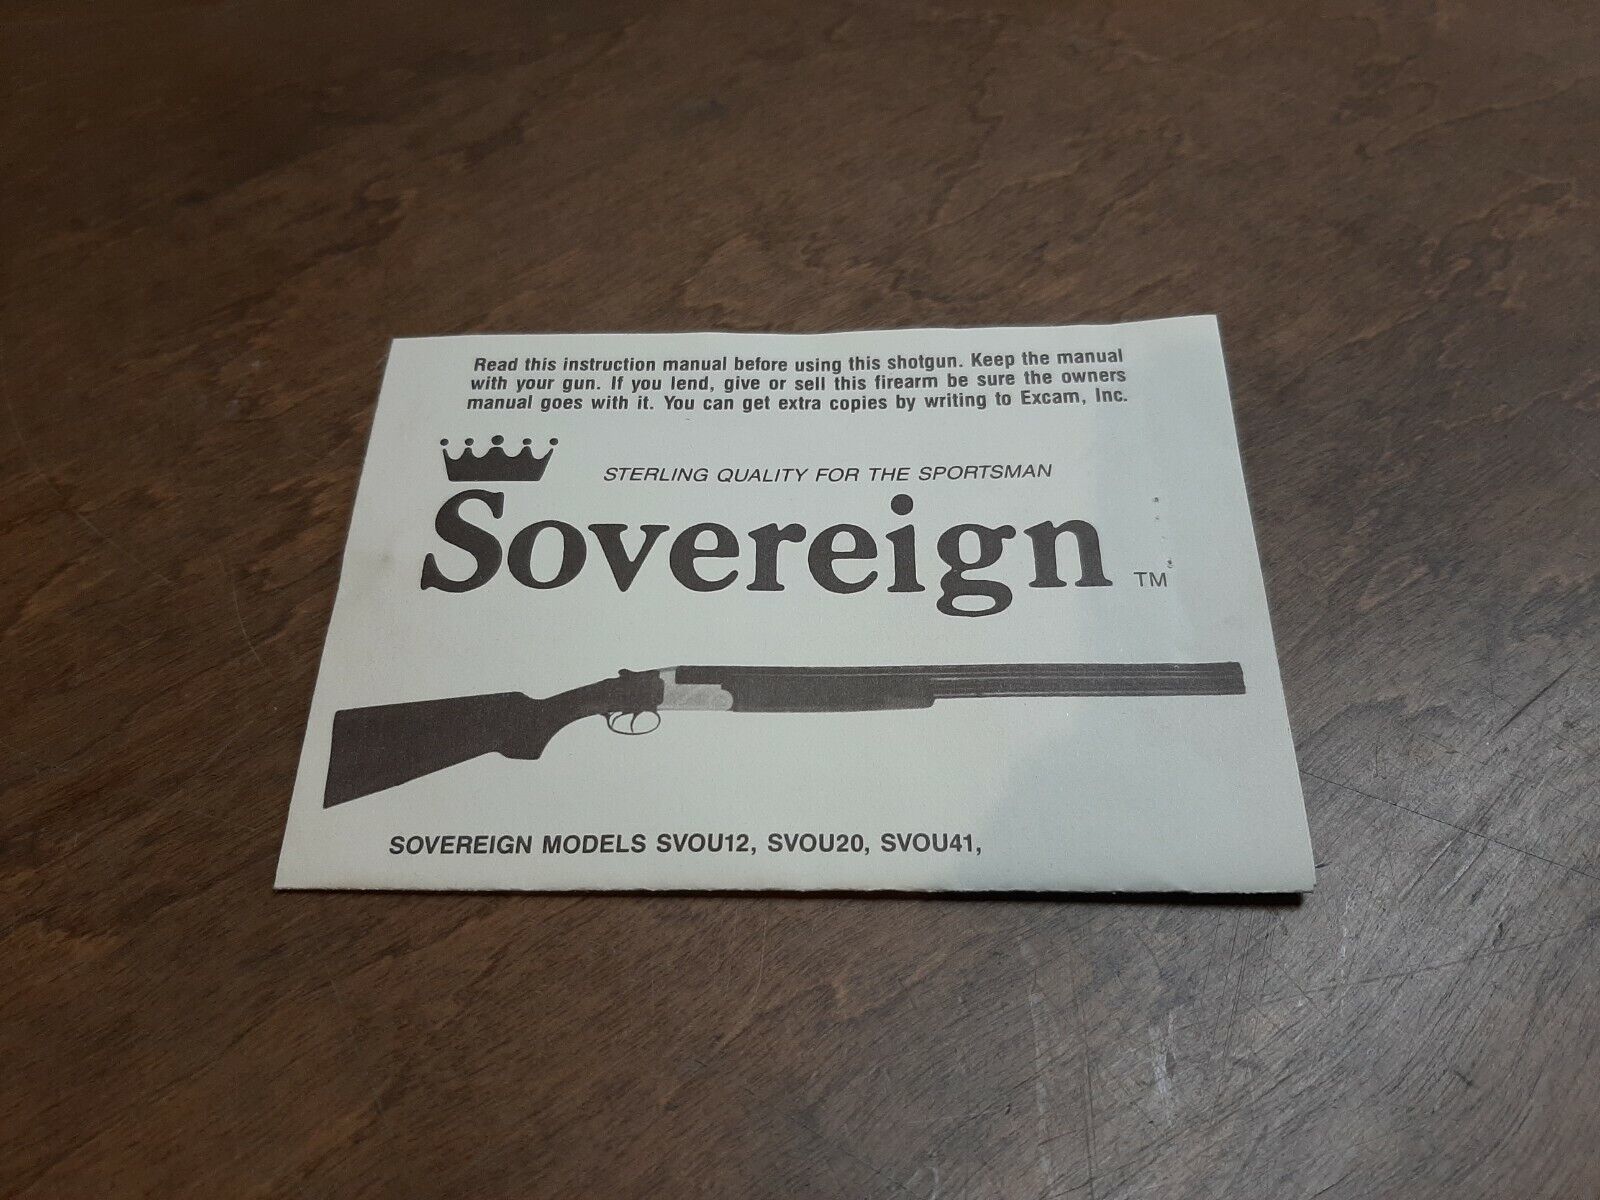 Read this instruction manual before using this shotgun. Keep the manual
with your gun. If you lend, give or sell this firearm be sure the owners
manual goes with it. You can get extra copies by writing to Excam, Inc.
STERLING QUALITY FOR THE SPORTSMAN
Sovereign TM
SOVEREIGN MODELS SVOU12, SVOU20, SVOU41,